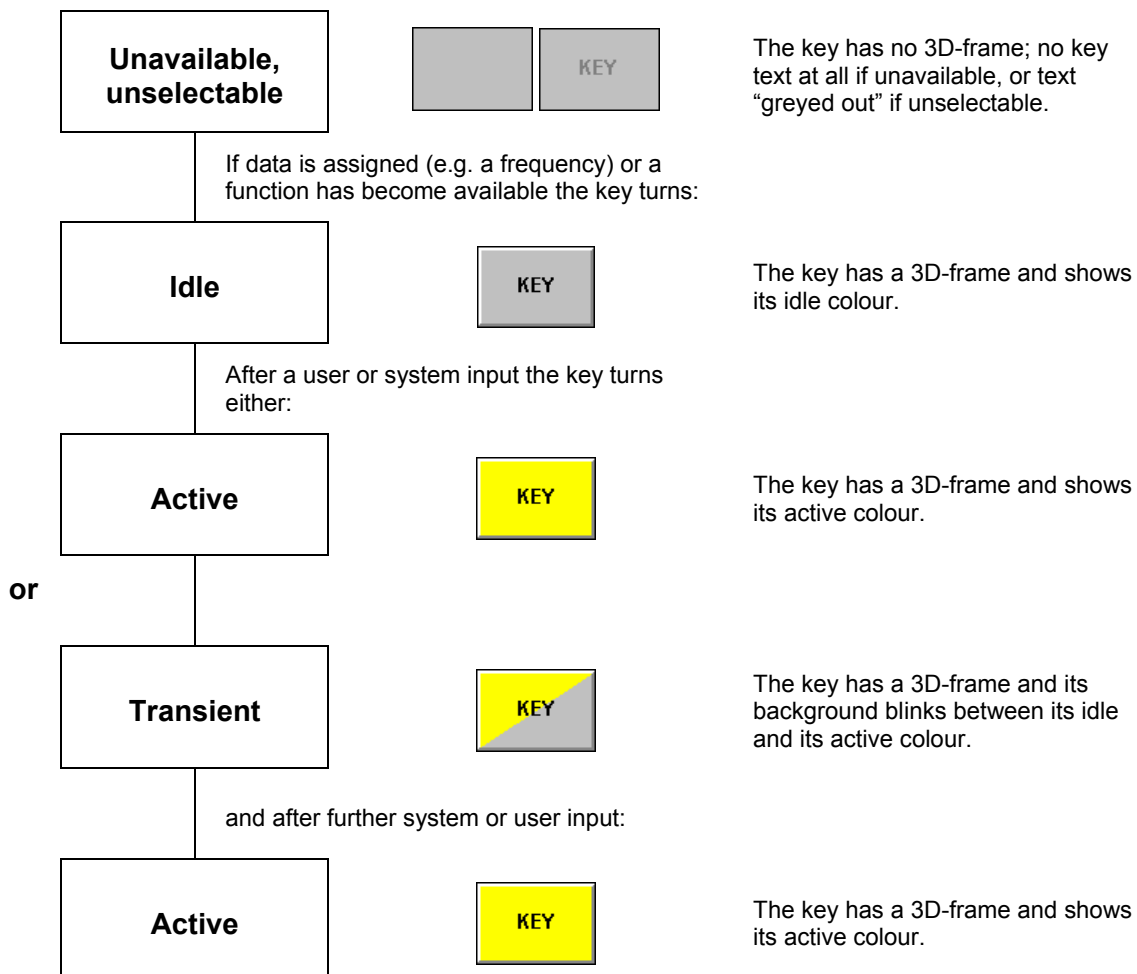 Unavailable,
unselectable
KEY
The key has no 3D-frame; no key
text at all if unavailable, or text
“greyed out” if unselectable.
If data is assigned (e.g. a frequency) or a
function has become available the key turns:
Idle
KEY
The key has a 3D-frame and shows
its idle colour.
After a user or system input the key turns
either:
Active
KEY
The key has a 3D-frame and shows
its active colour.
or
Transient
KEY
The key has a 3D-frame and its
background blinks between its idle
and its active colour.
and after further system or user input:
Active
KEY
The key has a 3D-frame and shows
its active colour.